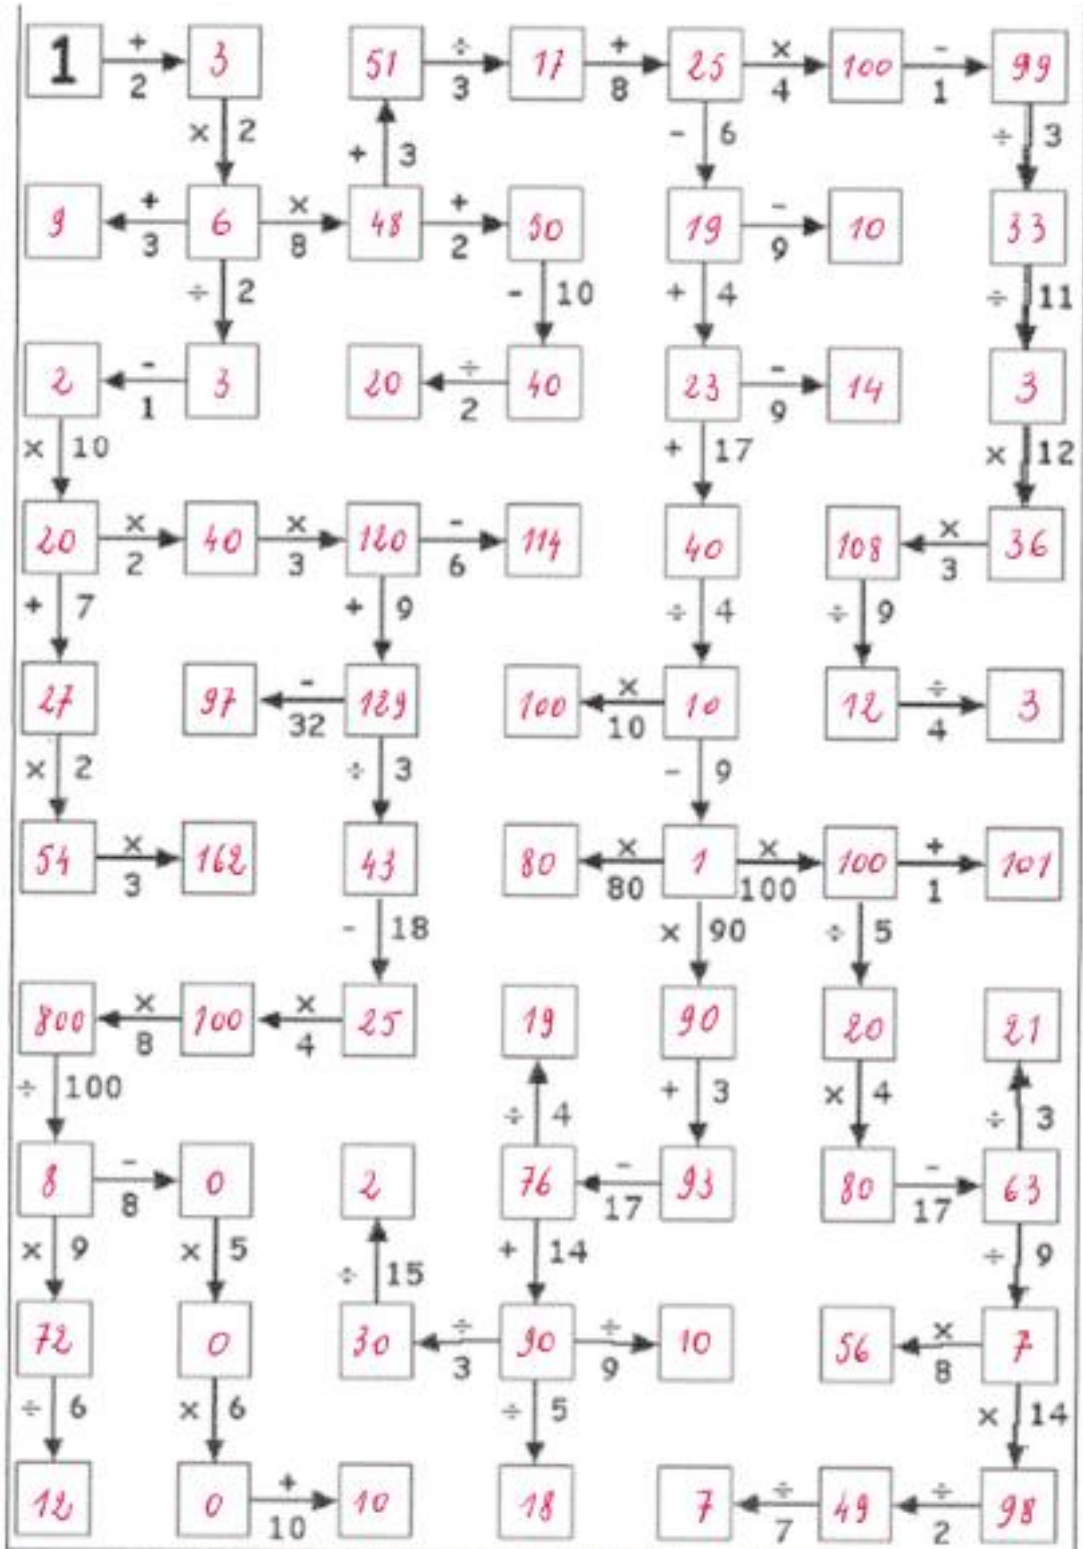 1 + 3 51 ÷ 17 + 25 × 100 - 99
2 3 8 4 1
× 2 + 3 - 6 ÷ 3
9 + 6 × 48 + 50 19 - 10 33
3 8 2 9
÷ 2 - 10 + 4 ÷ 11
2 - 3 20 ÷ 40 23 - 14 3
1 2 9
× 10 + 17 × 12
20 × 40 × 120 - 114 40 108 × 36
2 3 6 3
+ 7 + 9 ÷ 4 ÷ 9
27 97 - 129 100 × 10 12 ÷ 3
32 10 4
× 2 ÷ 3 - 9
54 × 162 43 80 × 1 × 100 + 101
3 80 100 1
- 18 × 90 ÷ 5
800 × 100 × 25 19 90 20 21
8 4
÷ 100 ÷ 4 + 3 × 4 ÷ 3
8 - 0 2 76 - 93 80 - 63
8 17 17
× 9 × 5 ÷ 15 + 14 ÷ 9
72 0 30 ÷ 90 ÷ 10 56 × 7
3 9 8
÷ 6 × 6 ÷ 5 × 14
12 0 + 10 18 7 ÷ 49 ÷ 98
10 7 2